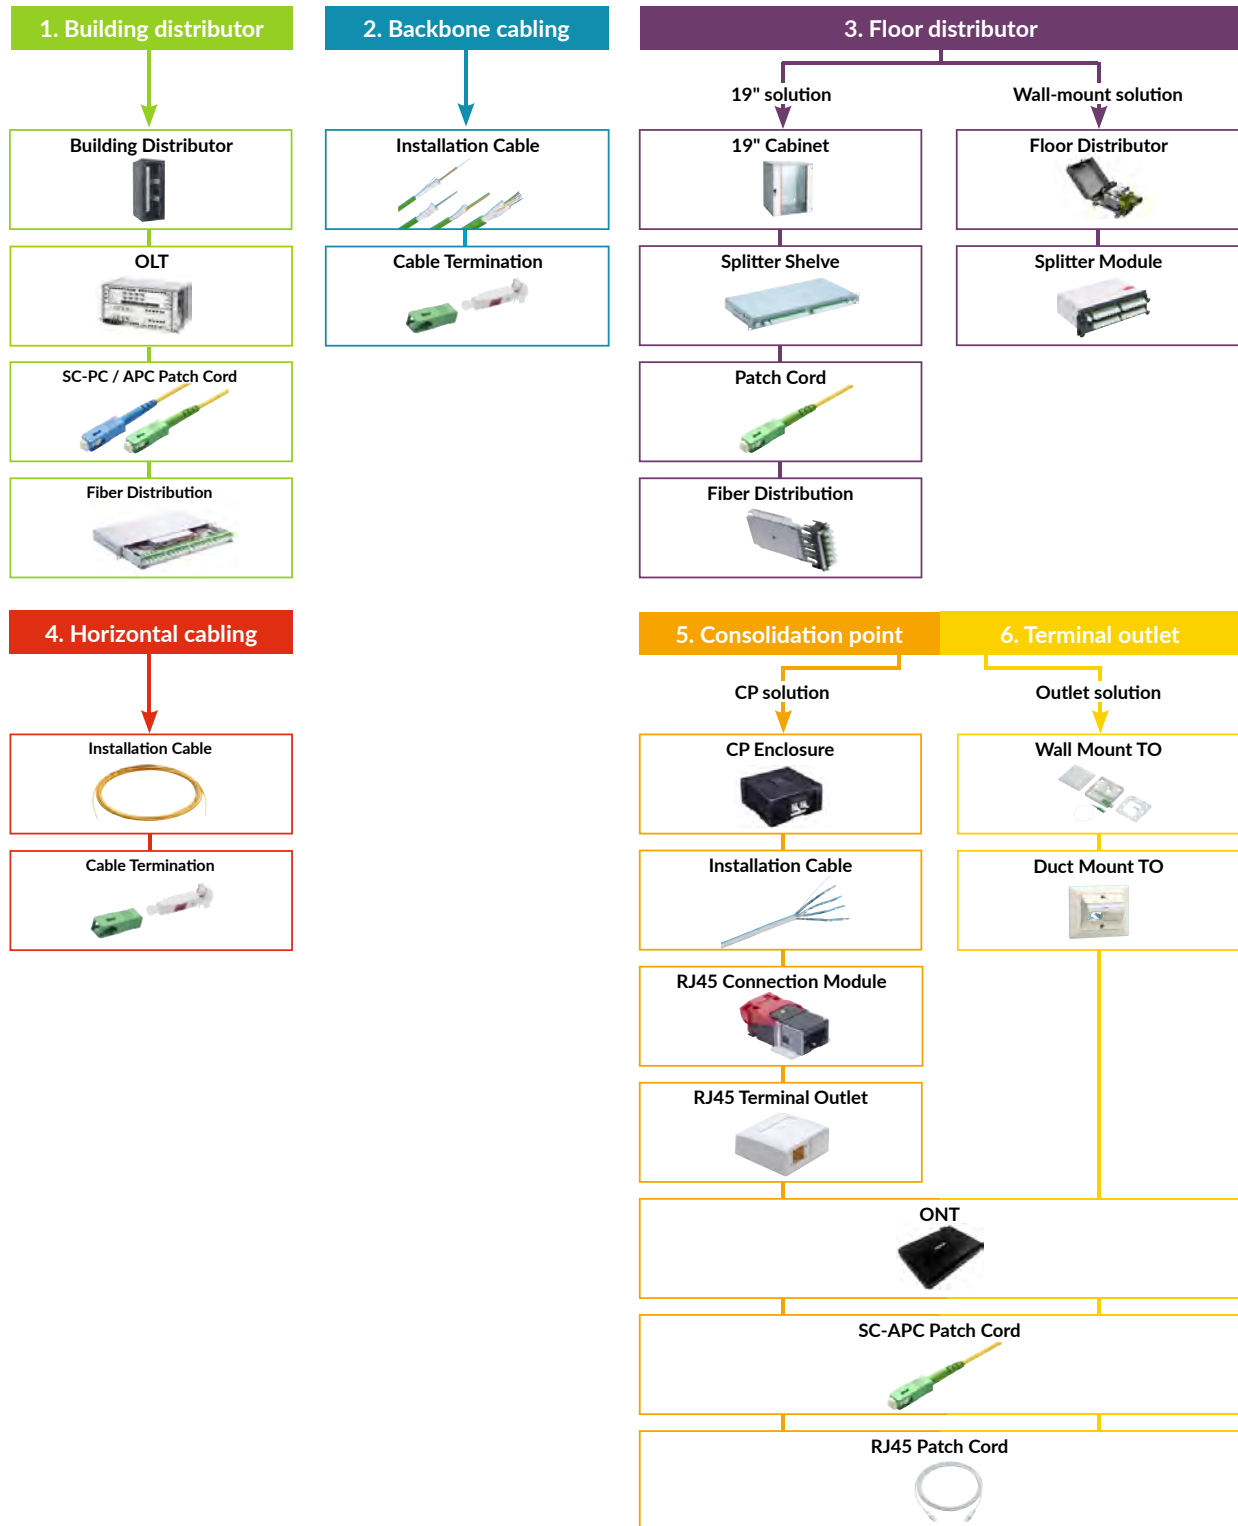 1. Building distributor
Building Distributor
OLT
SC-PC / APC Patch Cord
Fiber Distribution
2. Backbone cabling
Installation Cable
Cable Termination
3. Floor distributor
19" solution
19" Cabinet
Splitter Shelve
Patch Cord
Fiber Distribution
Wall-mount solution
Floor Distributor
Splitter Module
4. Horizontal cabling
Installation Cable
Cable Termination
5. Consolidation point
CP solution
CP Enclosure
Installation Cable
RJ45 Connection Module
RJ45 Terminal Outlet
6. Terminal outlet
Outlet solution
Wall Mount TO
Duct Mount TO
ONT
SC-APC Patch Cord
RJ45 Patch Cord